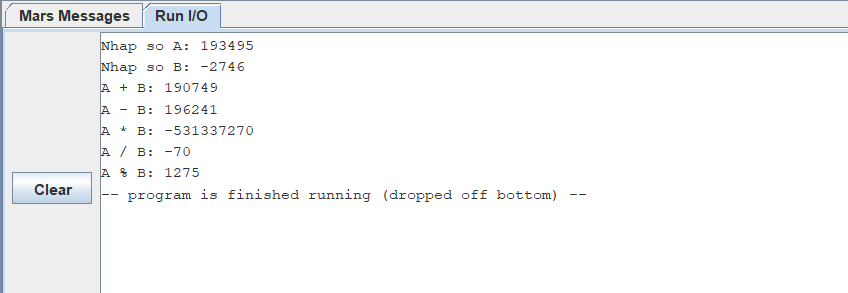 Mars Messages Run I/O
Nhap so A: 193495
Nhap so B: -2746
A + B: 190749
A - B: 196241
A * B: -531337270
A / B: -70
A % B: 1275
-- program is finished running (dropped off bottom) --
Clear